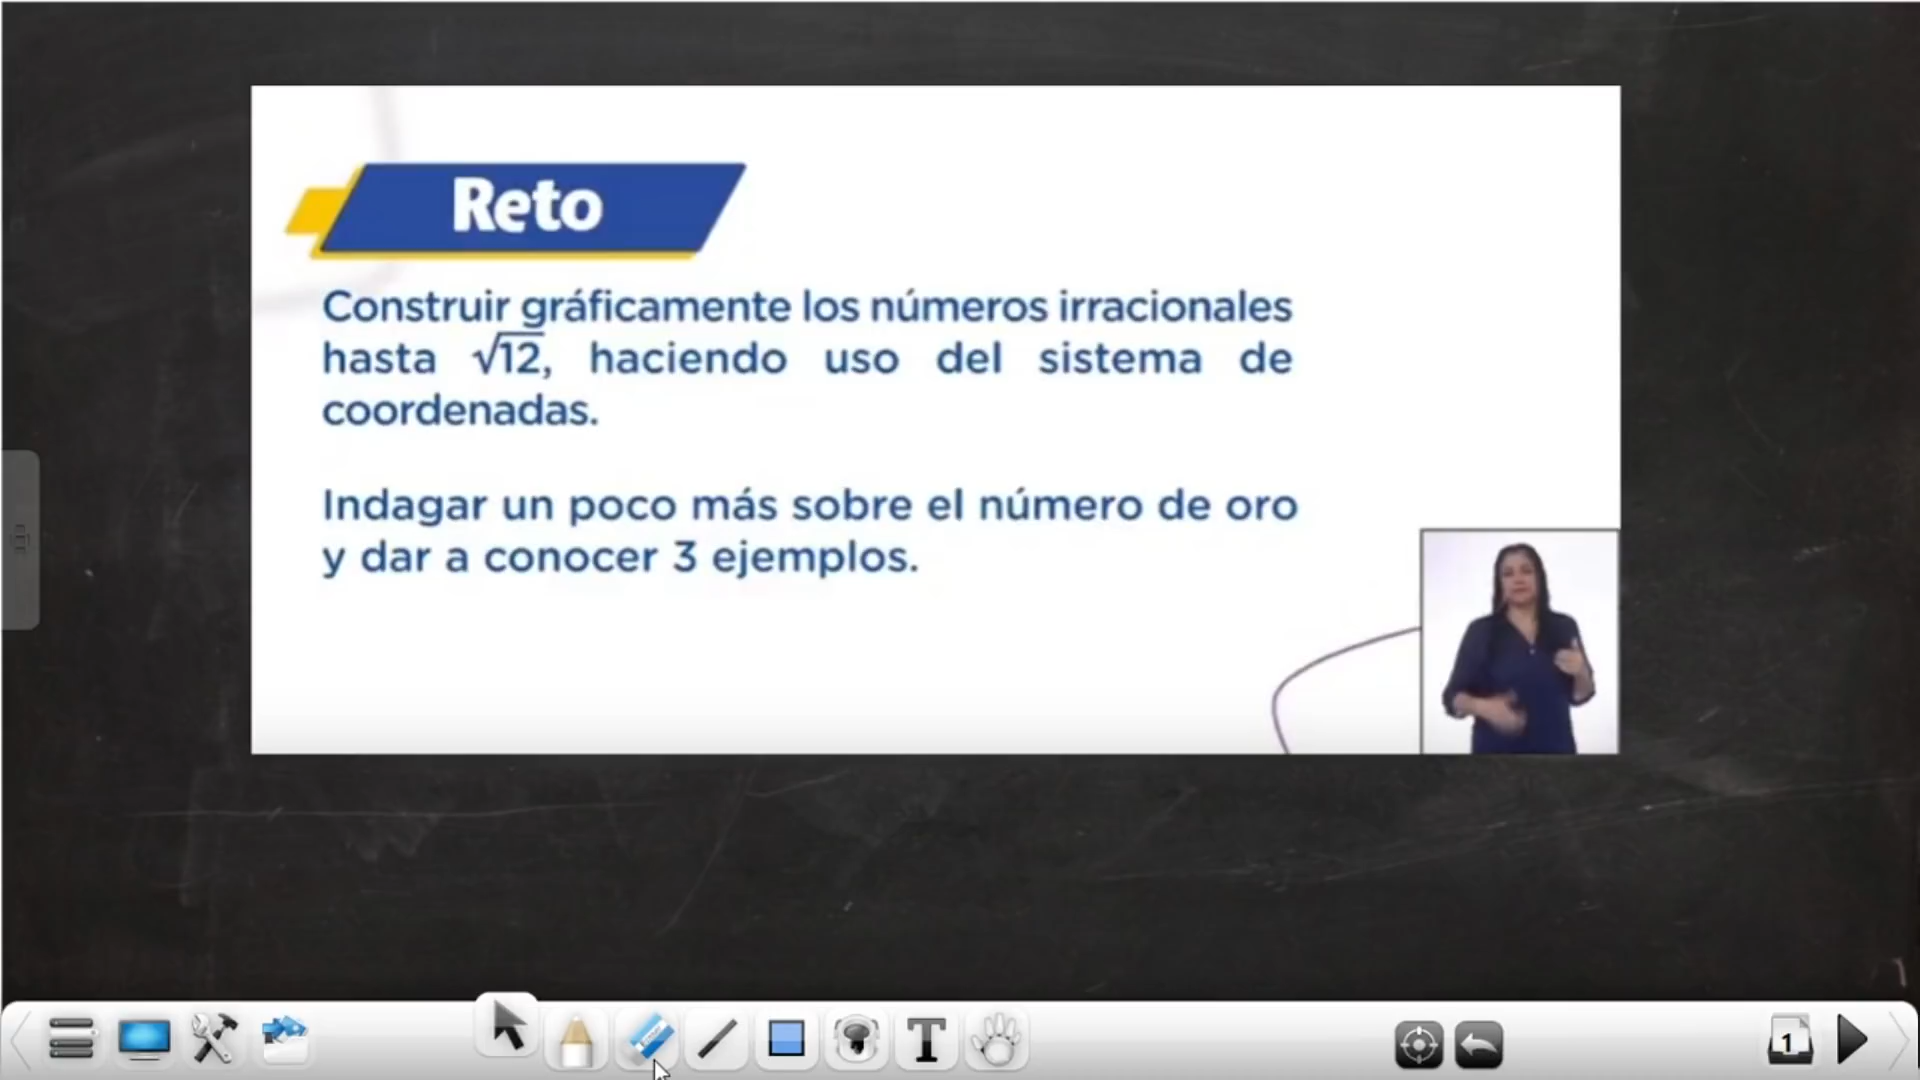 Reto
Construir gráficamente los números irracionales
hasta √12, haciendo uso del sistema de
coordenadas.
Indagar un poco más sobre el número de oro
y dar a conocer 3 ejemplos.
T
1